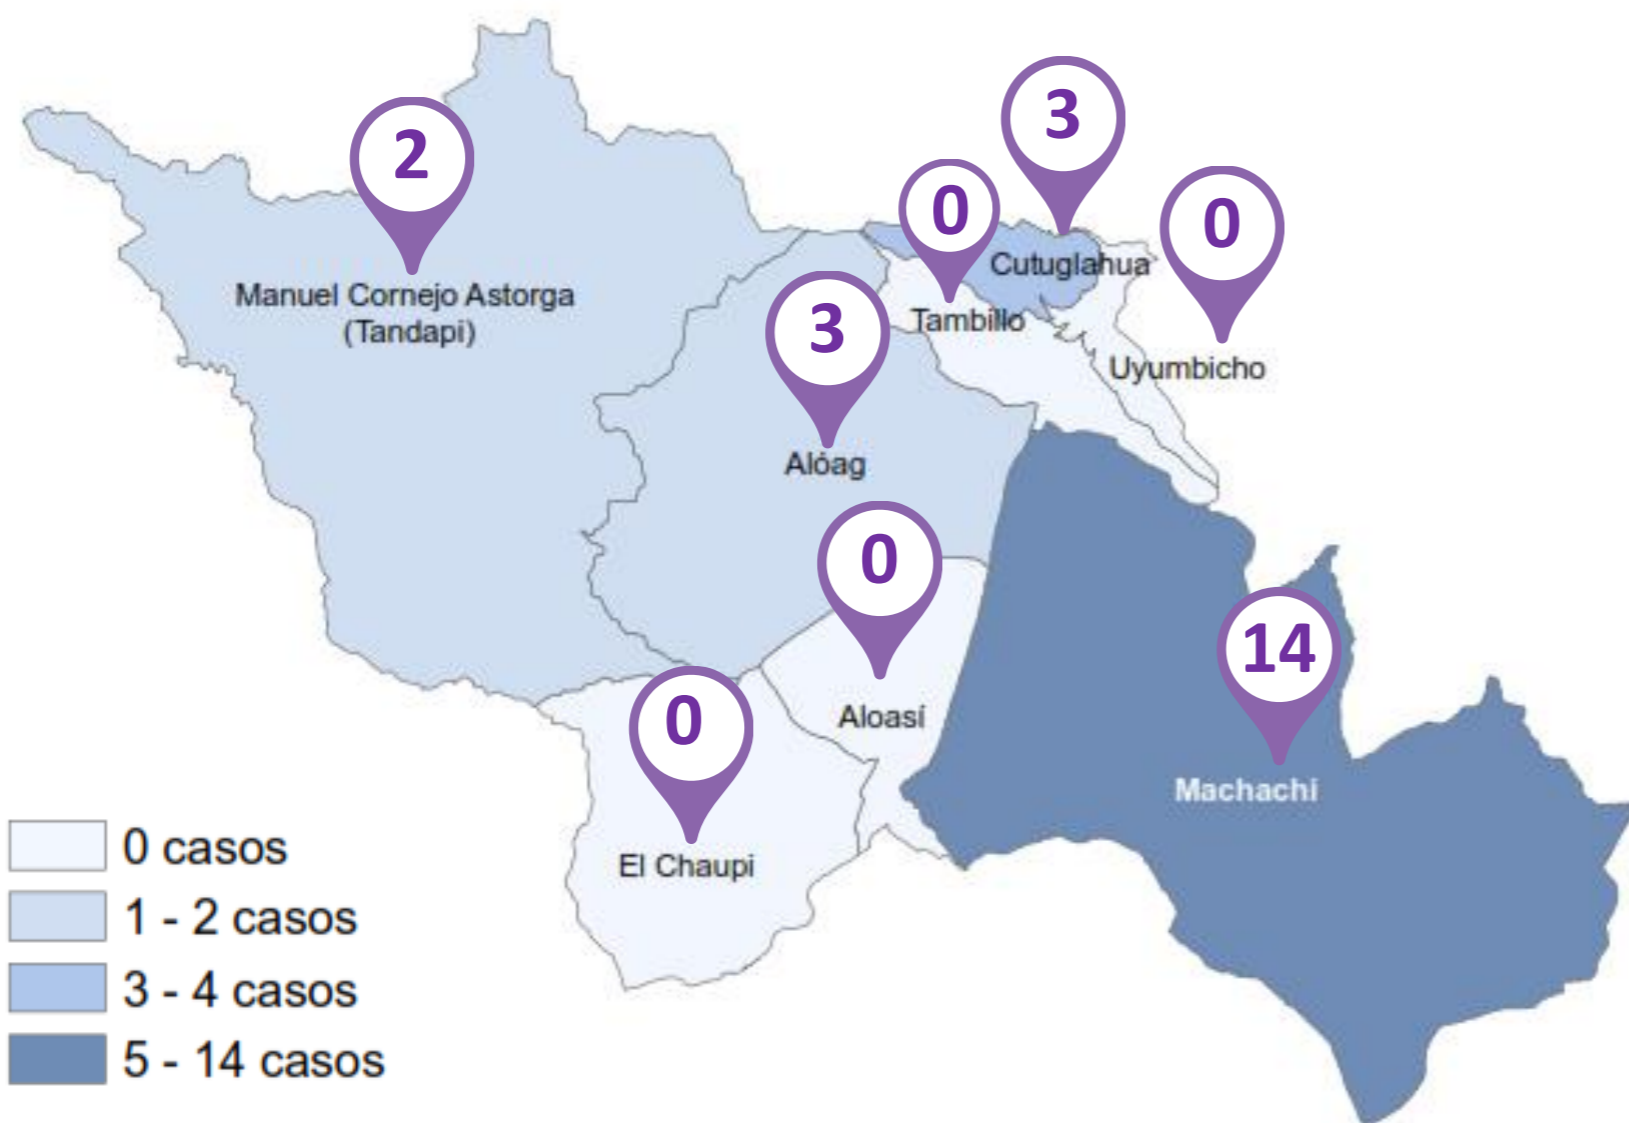 3
2
0
0
Cutuglahua
Manuel Cornejo Astorga
(Tandapi)
3
Tambillo
Uyumbicho
Alóag
0
14
0
Aloasí
Machachi
0 casos
El Chaupi
1 - 2 casos
3 - 4 casos
5 - 14 casos